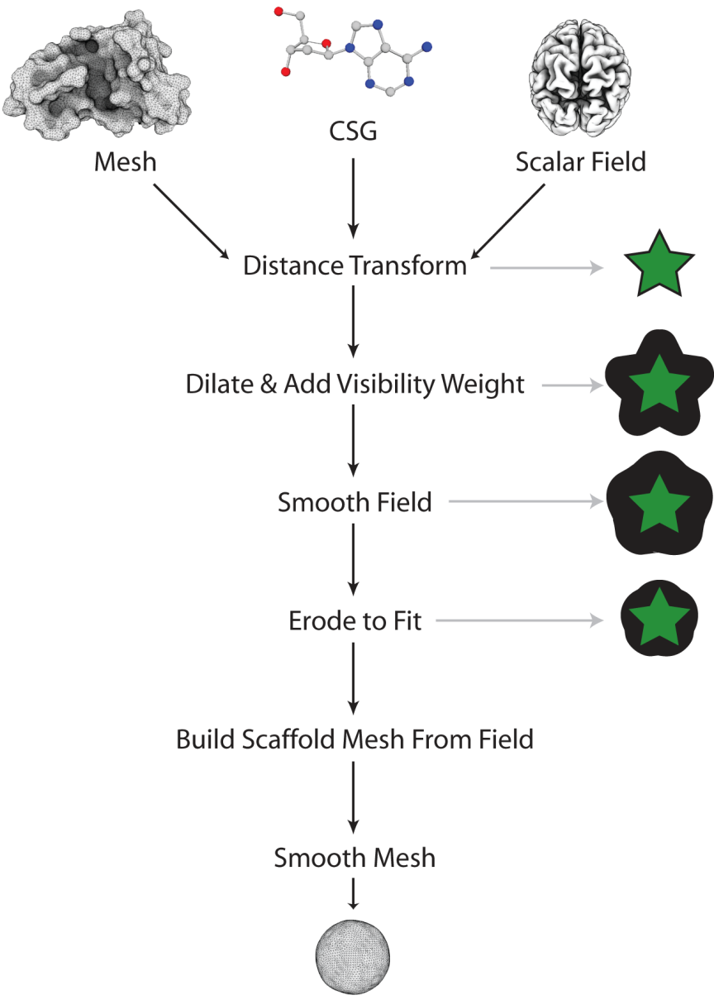 CSG
Mesh
Scalar Field
Distance Transform
Dilate & Add Visibility Weight
Smooth Field
Erode to Fit
Build Scaffold Mesh From Field
Smooth Mesh